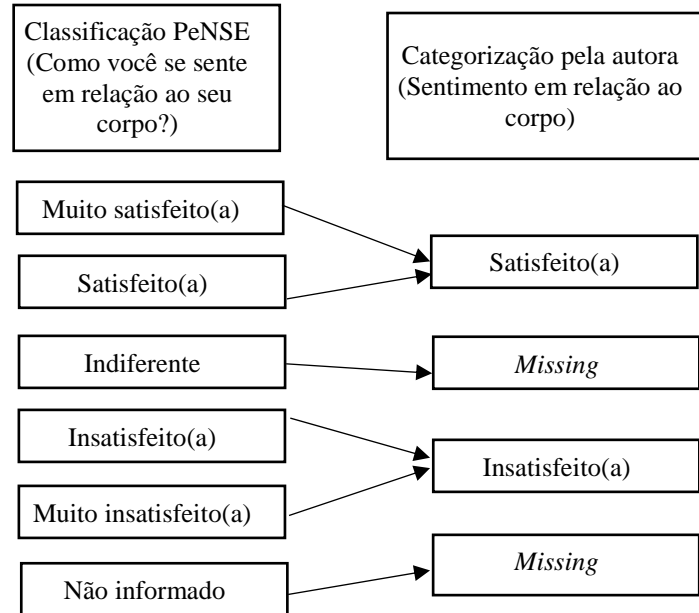 Classificação PeNSE
(Como você se sente
em relação ao seu
corpo?)
Categorização pela autora
(Sentimento em relação ao
corpo)
Muito satisfeito(a)
Satisfeito(a)
Satisfeito(a)
Indiferente
Missing
Insatisfeito(a)
Insatisfeito(a)
Muito insatisfeito(a)
Missing
Não informado